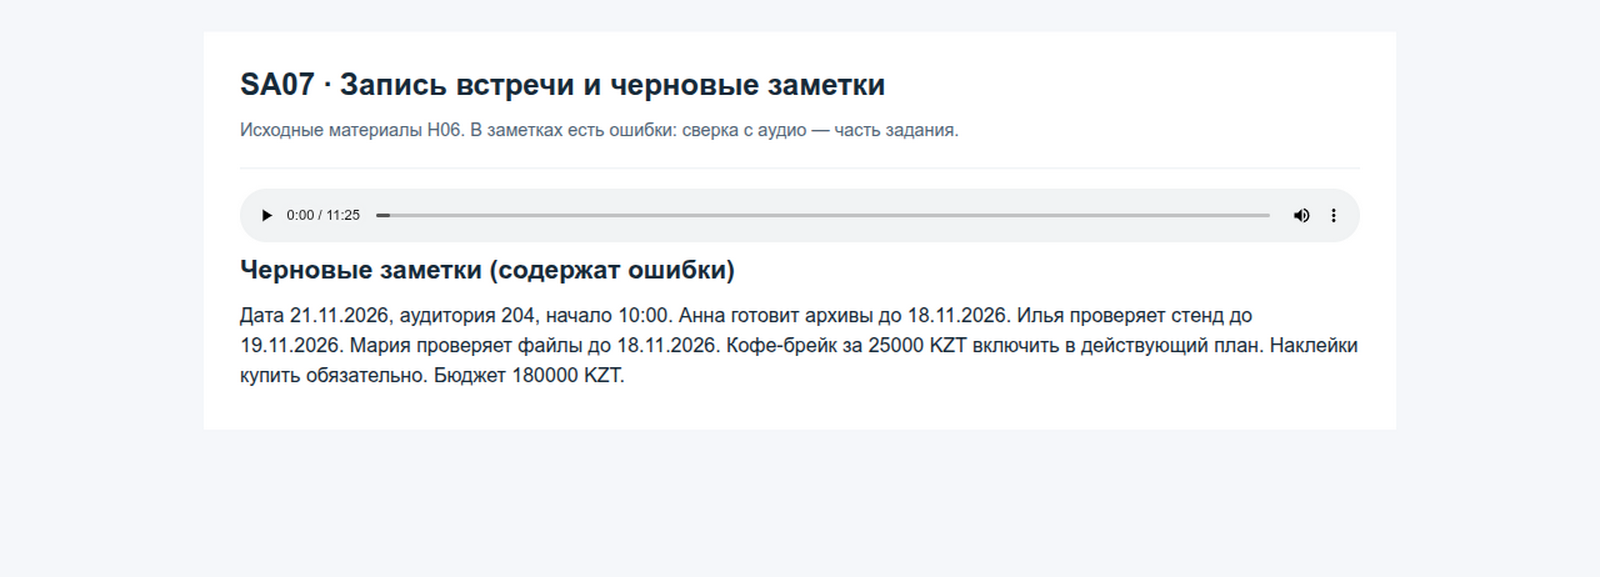 SA07 · Запись встречи и черновые заметки
Исходные материалы H06. В заметках есть ошибки: сверка с аудио — часть задания.
0:00 / 11:25
Черновые заметки (содержат ошибки)
Дата 21.11.2026, аудитория 204, начало 10:00. Анна готовит архивы до 18.11.2026. Илья проверяет стенд до
19.11.2026. Мария проверяет файлы до 18.11.2026. Кофе-брейк за 25000 KZT включить в действующий план. Наклейки
купить обязательно. Бюджет 180000 KZT.